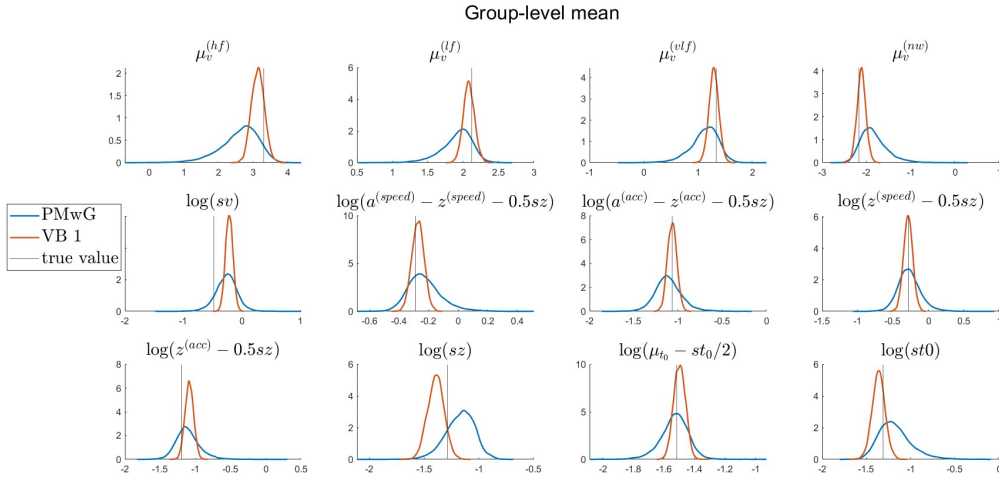 Group-level mean
μ_v^(hf) μ_v^(lf) μ_v^(vlf) μ_v^(nw)
2 1.5 1 0.5 0
0 1 2 3 4
6 4 2 0
0.5 1 1.5 2 2.5 3
4 3 2 1 0
-1 0 1 2
4 3 2 1 0
-3 -2 -1 0 1
log(sv) log(a^(speed) − z^(speed) − 0.5sz) log(a^(acc) − z^(acc) − 0.5sz) log(z^(speed) − 0.5sz)
PMwG
VB 1
true value
2 0
-2 -1 0 1
10 5 0
-0.6 -0.4 -0.2 0 0.2 0.4
8 6 4 2 0
-2 -1.5 -1 -0.5 0
6 4 2 0
-1.5 -1 -0.5 0 0.5
log(z^(acc) − 0.5sz) log(sz) log(μ_t0 − st_0/2) log(st0)
8 6 4 2 0
-2 -1.5 -1 -0.5 0 0.5
6 4 2 0
-2 -1.5 -1 -0.5
10 5 0
-2 -1.8 -1.6 -1.4 -1.2 -1
6 4 2 0
-2 -1.5 -1 -0.5 0